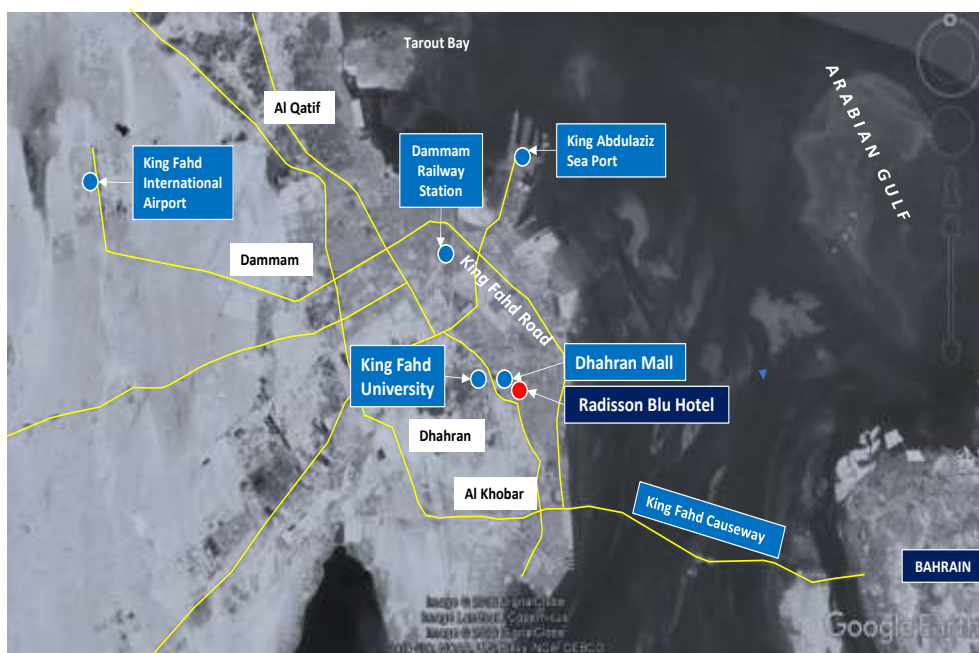 Tarout Bay
ARABIAN GULF
Al Qatif
King Abdulaziz
Sea Port
Dammam
Railway
Station
King Fahd
International
Airport
Dammam
King Fahd Road
King Fahd
University
Dhahran Mall
Radisson Blu Hotel
Dhahran
Al Khobar
King Fahd Causeway
BAHRAIN
Google Earth